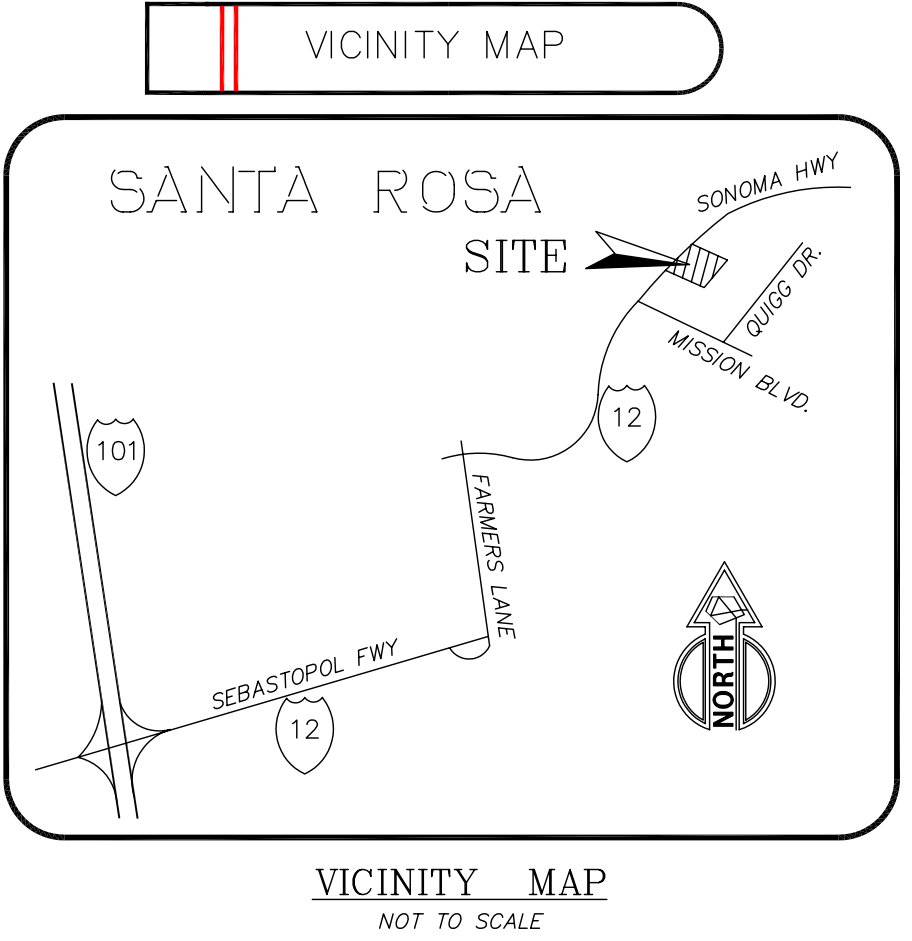 VICINITY MAP
SANTA ROSA
SONOMA HWY
SITE
QUIGG DR.
MISSION BLVD.
12
101
FARMERS LANE
SEBASTOPOL FWY
12
NORTH
VICINITY MAP
NOT TO SCALE